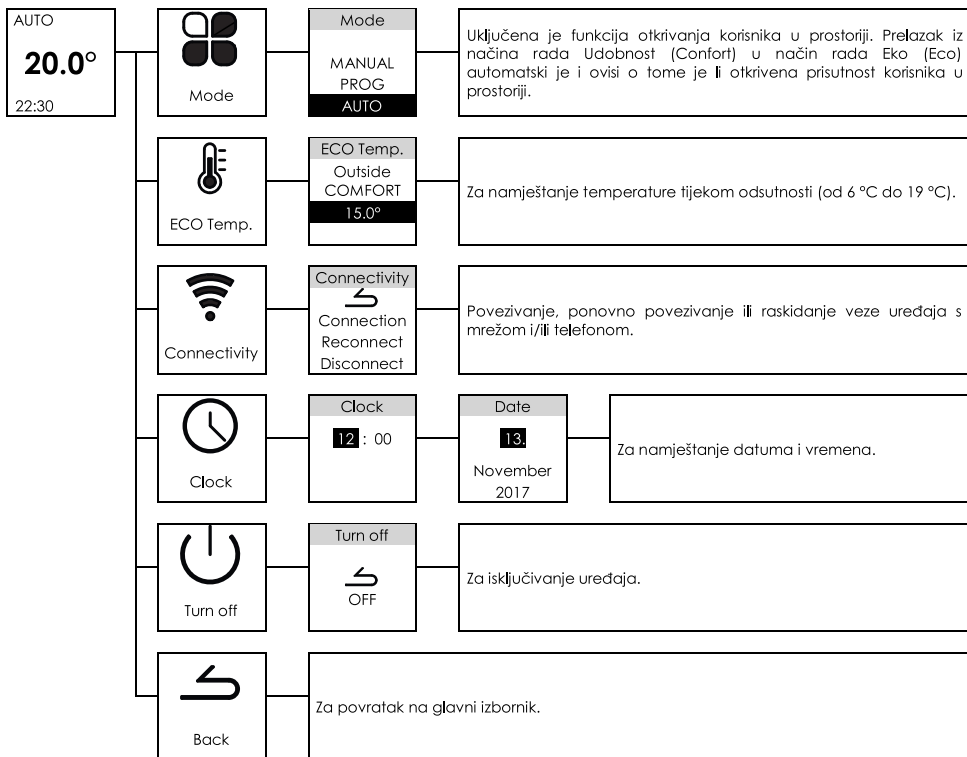 AUTO
20.0°
22:30
Mode
Mode
MANUAL
PROG
AUTO
Uključena je funkcija otkrivanja korisnika u prostoriji. Prelazak iz
načina rada Udobnost (Confort) u način rada Eko (Eco)
automatski je i ovisi o tome je li otkrivena prisutnost korisnika u
prostoriji.
ECO Temp.
ECO Temp.
Outside
COMFORT
15.0°
Za namještanje temperature tijekom odsutnosti (od 6 °C do 19 °C).
Connectivity
Connectivity
Connection
Reconnect
Disconnect
Povezivanje, ponovno povezivanje ili raskidanje veze uređaja s
mrežom i/ili telefonom.
Clock
Clock
12 : 00
Date
13.
November
2017
Za namještanje datuma i vremena.
Turn off
Turn off
OFF
Za isključivanje uređaja.
Back
Za povratak na glavni izbornik.